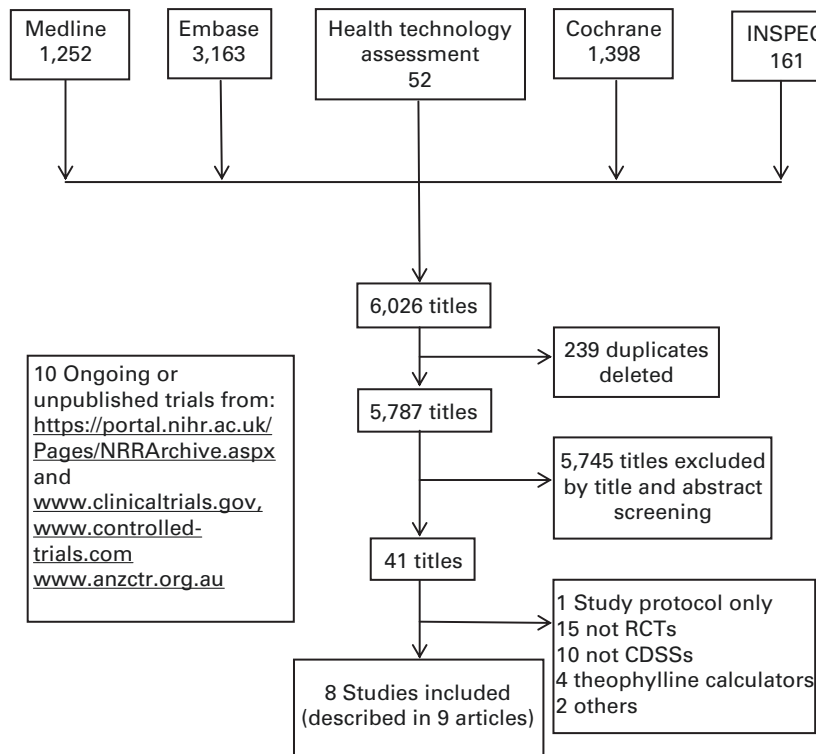 Medline
1,252
Embase
3,163
Health technology
assessment
52
Cochrane
1,398
INSPEC
161
6,026 titles
239 duplicates
deleted
10 Ongoing or
unpublished trials from:
https://portal.nihr.ac.uk/
Pages/NRRArchive.aspx
and
www.clinicaltrials.gov,
www.controlled-
trials.com
www.anzctr.org.au
5,787 titles
5,745 titles excluded
by title and abstract
screening
41 titles
1 Study protocol only
15 not RCTs
10 not CDSSs
4 theophylline calculators
2 others
8 Studies included
(described in 9 articles)